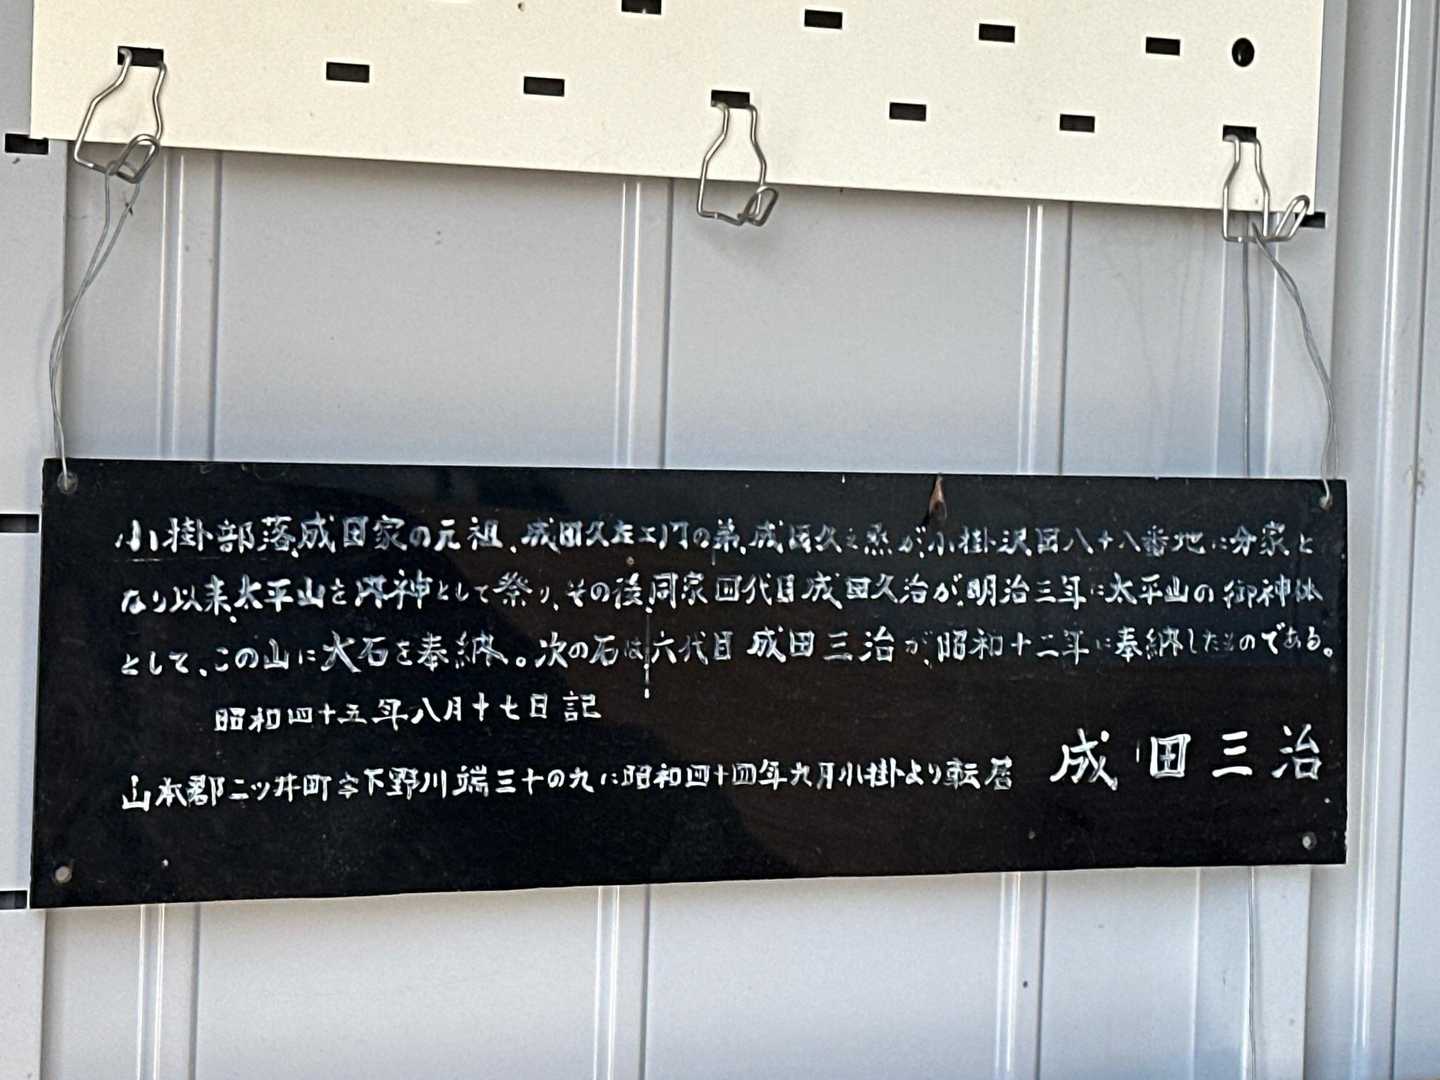 小掛部落成田家の元祖、成田久左エ門の弟、成田久之烝が小掛沢田八十八番地に分家と
なり以来、太平山を内神として祭り、その後、同家四代目成田久治が、明治三年に太平山の御神体
として、この山に大石を奉納。次の石は六代目成田三治が、昭和十二年に奉納したものである。
昭和四十五年八月十七日記
成田三治
山本郡二ッ井町字下野川端三十の九に昭和四十四年九月小掛より転居